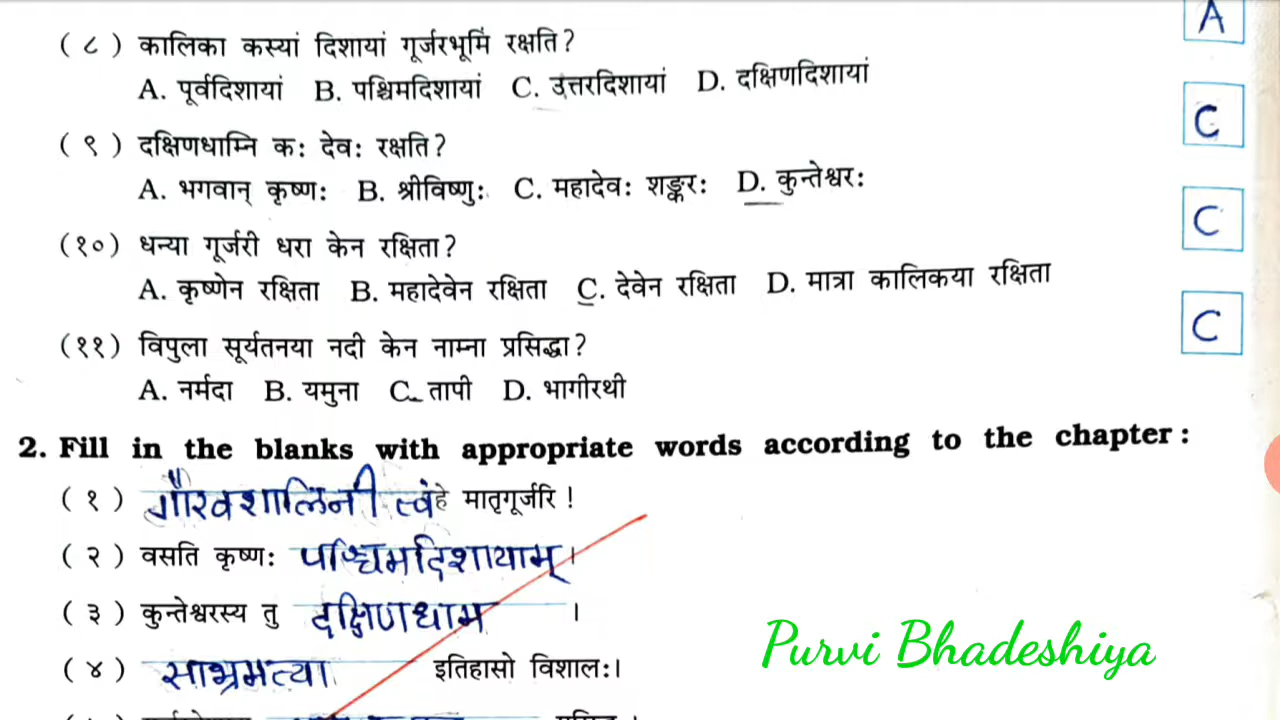 A
( ८ ) कालिका कस्यां दिशायां गूर्जरभूमिं रक्षति?
A. पूर्वदिशायां B. पश्चिमदिशायां C. उत्तरदिशायां D. दक्षिणदिशायां
C
( ९ ) दक्षिणधाम्नि कः देवः रक्षति?
A. भगवान् कृष्णः B. श्रीविष्णुः C. महादेवः शङ्करः D. कुन्तेश्वरः
C
(१०) धन्या गूर्जरी धरा केन रक्षिता?
A. कृष्णेन रक्षिता B. महादेवेन रक्षिता C. देवेन रक्षिता D. मात्रा कालिकया रक्षिता
C
(११) विपुला सूर्यतनया नदी केन नाम्ना प्रसिद्धा?
A. नर्मदा B. यमुना C. तापी D. भागीरथी
2. Fill in the blanks with appropriate words according to the chapter :
( १ ) गौरवशालिनी त्वं हे मातृगूर्जरि !
( २ ) वसति कृष्णः पश्चिमदिशायाम् ।
( ३ ) कुन्तेश्वरस्य तु दक्षिणधाम ।
( ४ ) साभ्रमत्या इतिहासो विशालः।
Purvi Bhadeshiya